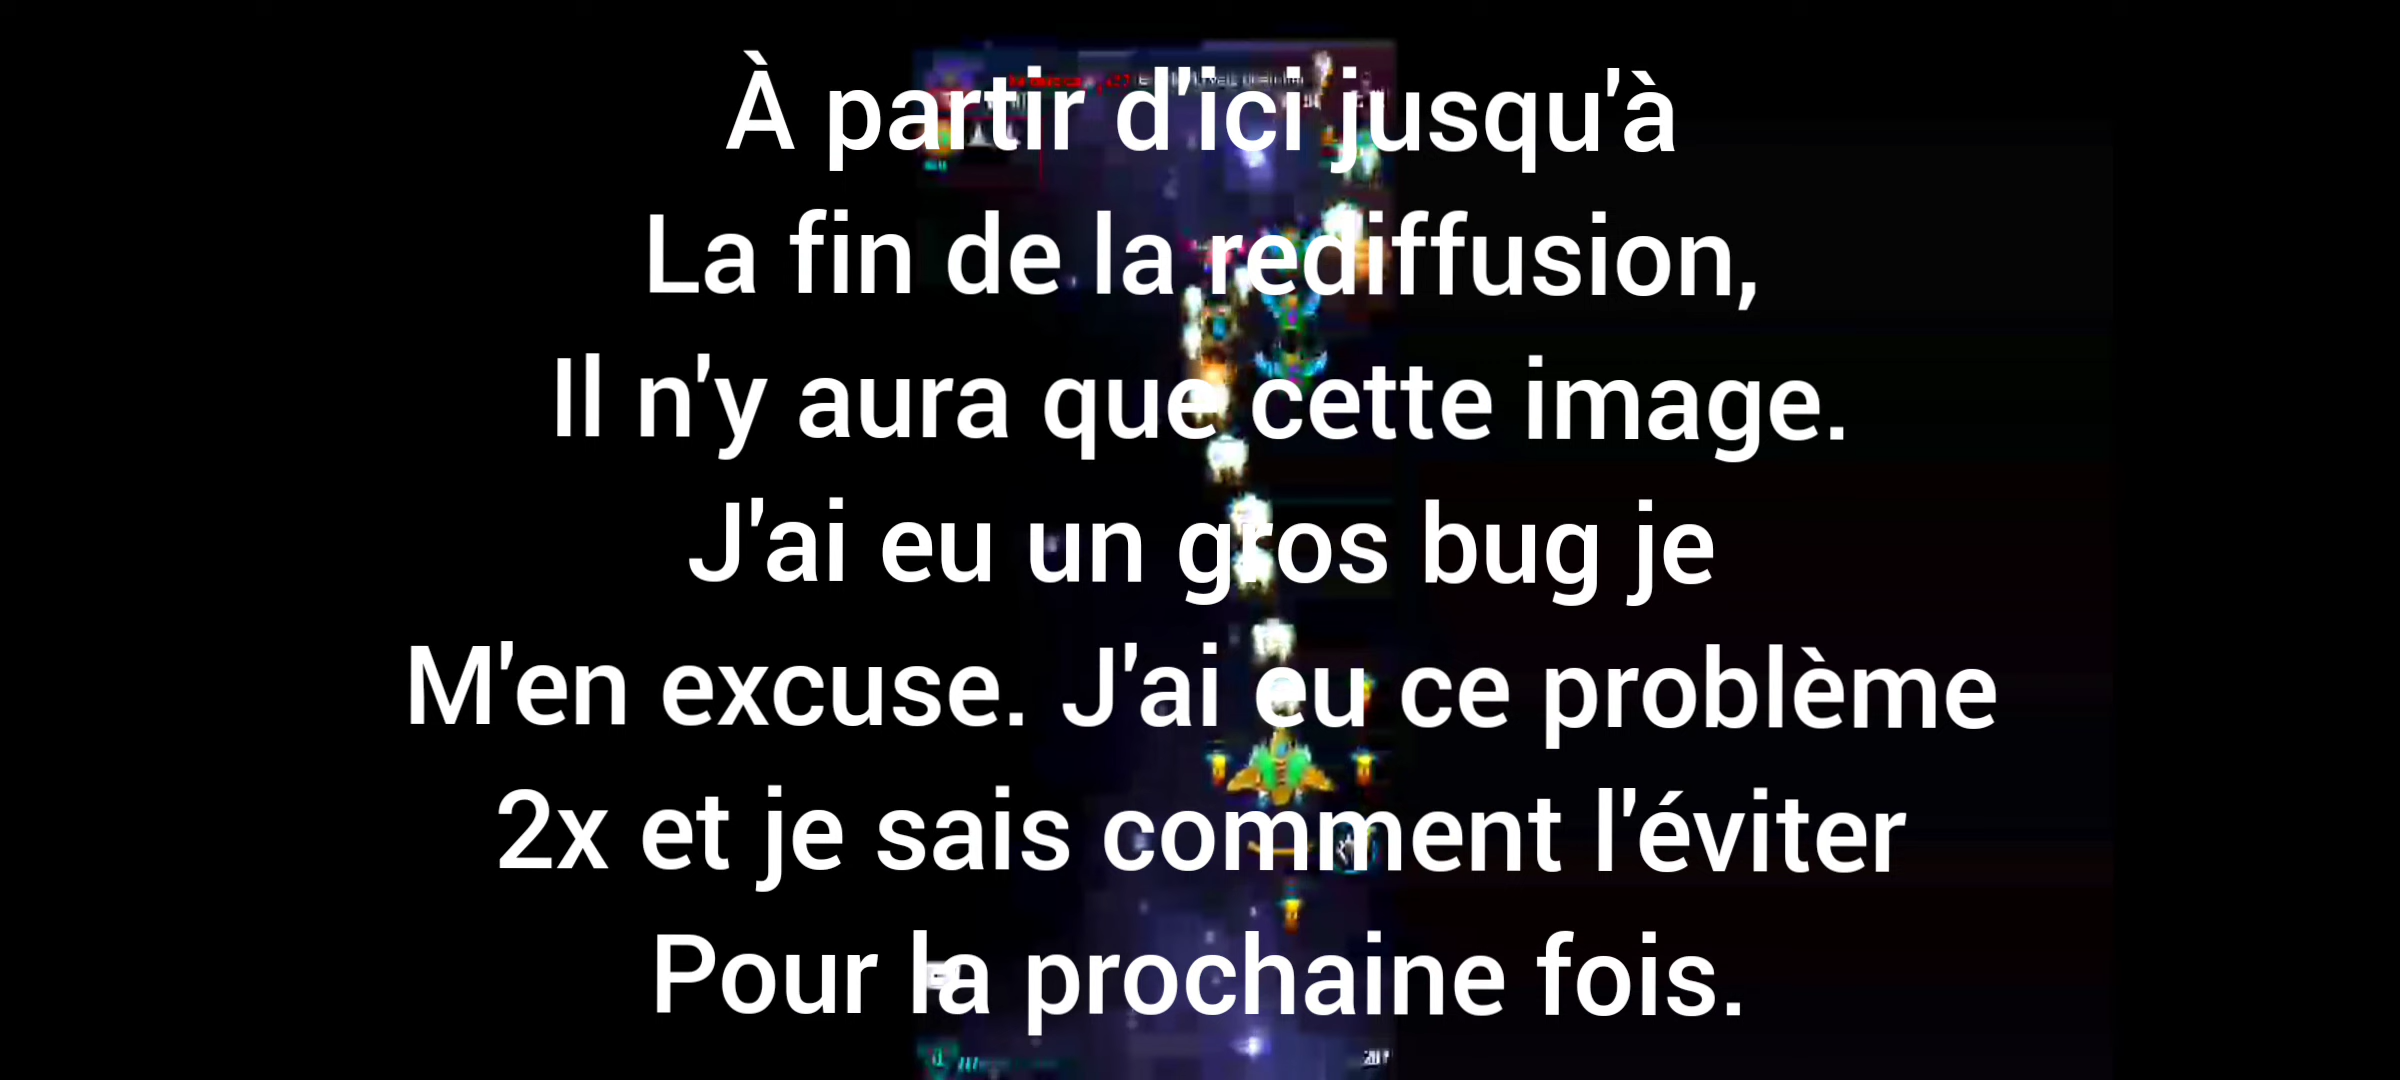 À partir d'ici jusqu'à
La fin de la rediffusion,
Il n'y aura que cette image.
J'ai eu un gros bug je
M'en excuse. J'ai eu ce problème
2x et je sais comment l'éviter
Pour la prochaine fois.